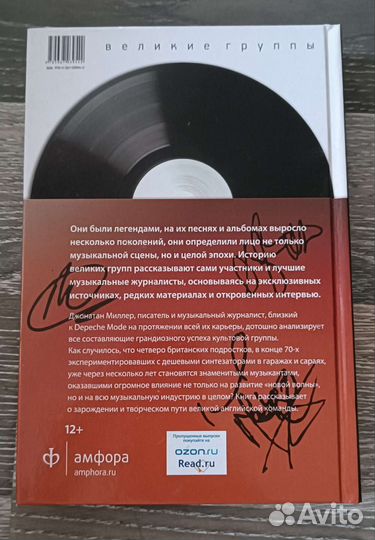 великие группы
Они были легендами, на их песнях и альбомах выросло
несколько поколений, они определили лицо не только
музыкальной сцены, но и целой эпохи. Историю
великих групп рассказывают сами участники и лучшие
музыкальные журналисты, основываясь на эксклюзивных
источниках, редких материалах и откровенных интервью.
Джонатан Миллер, писатель и музыкальный журналист, близкий
к Depeche Mode на протяжении всей их карьеры, дотошно анализирует
все составляющие грандиозного успеха культовой группы.
Как случилось, что четверо британских подростков, в конце 70-х
экспериментировавших с дешевыми синтезаторами в гаражах и сараях,
уже через несколько лет становятся знаменитыми музыкантами,
оказавшими огромное влияние не только на развитие «новой волны»,
но и на всю музыкальную индустрию в целом? Книга рассказывает
о зарождении и творческом пути великой английской команды.
12+
амфора
amphora.ru
Пропущенные выпуски
покупайте на
ozon.ru
Read.ru
Avito